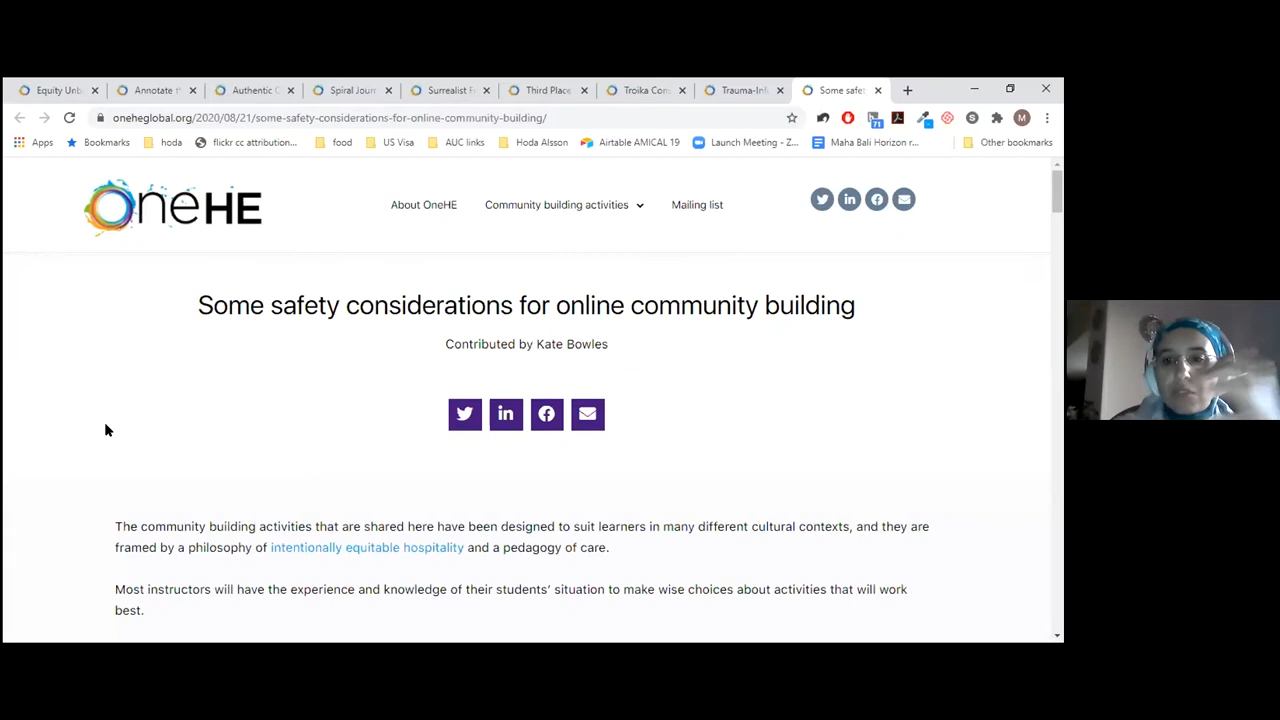 Equity Unb
Annotate t
Authentic C
Spiral Journ
Surrealist F
Third Place
Troika Cons
Trauma-Inf
Some safet
oneheglobal.org/2020/08/21/some-safety-considerations-for-online-community-building/
71
M
Apps
Bookmarks
hoda
flickr cc attribution...
food
US Visa
AUC links
Hoda Alsson
Airtable AMICAL 19
Launch Meeting - Z...
Maha Bali Horizon r...
Other bookmarks
OneHE
About OneHE
Community building activities
Mailing list
Some safety considerations for online community building
Contributed by Kate Bowles
The community building activities that are shared here have been designed to suit learners in many different cultural contexts, and they are
framed by a philosophy of intentionally equitable hospitality and a pedagogy of care.
Most instructors will have the experience and knowledge of their students' situation to make wise choices about activities that will work
best.